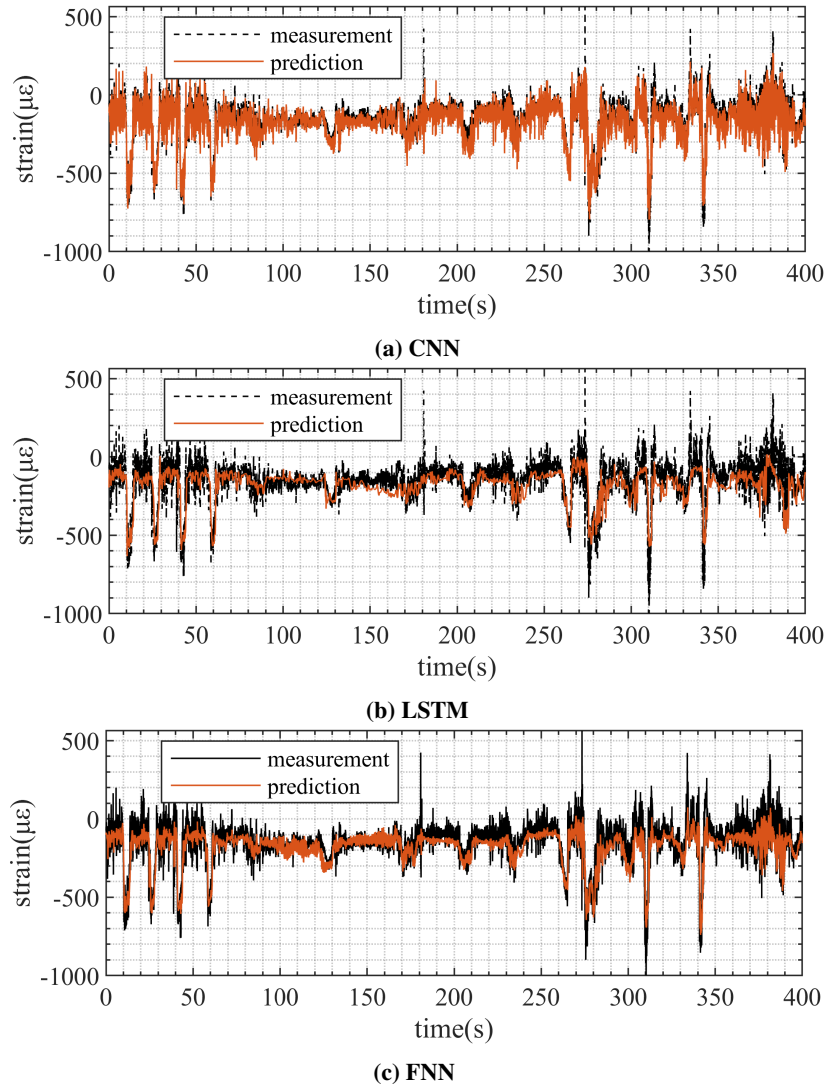 500
0
-500
-1000
strain(με)
measurement
prediction
0 50 100 150 200 250 300 350 400
time(s)
(a) CNN
500
0
-500
-1000
strain(με)
measurement
prediction
0 50 100 150 200 250 300 350 400
time(s)
(b) LSTM
500
0
-500
-1000
strain(με)
measurement
prediction
0 50 100 150 200 250 300 350 400
time(s)
(c) FNN